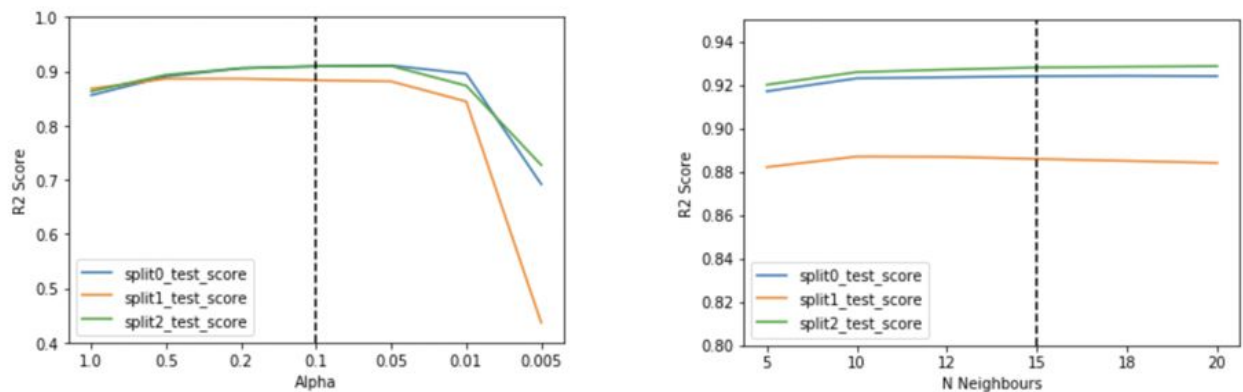 1.0
0.9
0.8
0.7
0.6
0.5
0.4
R2 Score
split0_test_score
split1_test_score
split2_test_score
1.0 0.5 0.2 0.1 0.05 0.01 0.005
Alpha
0.94
0.92
0.90
0.88
0.86
0.84
0.82
0.80
R2 Score
split0_test_score
split1_test_score
split2_test_score
5 10 12 15 18 20
N Neighbours